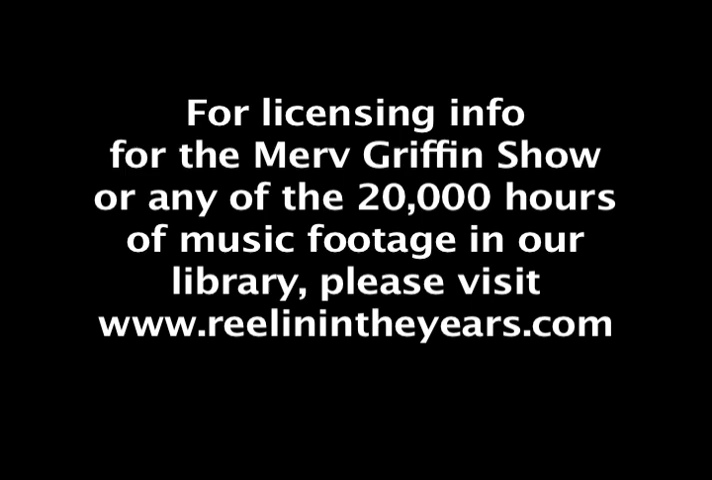 For licensing info
for the Merv Griffin Show
or any of the 20,000 hours
of music footage in our
library, please visit
www.reelinintheyears.com